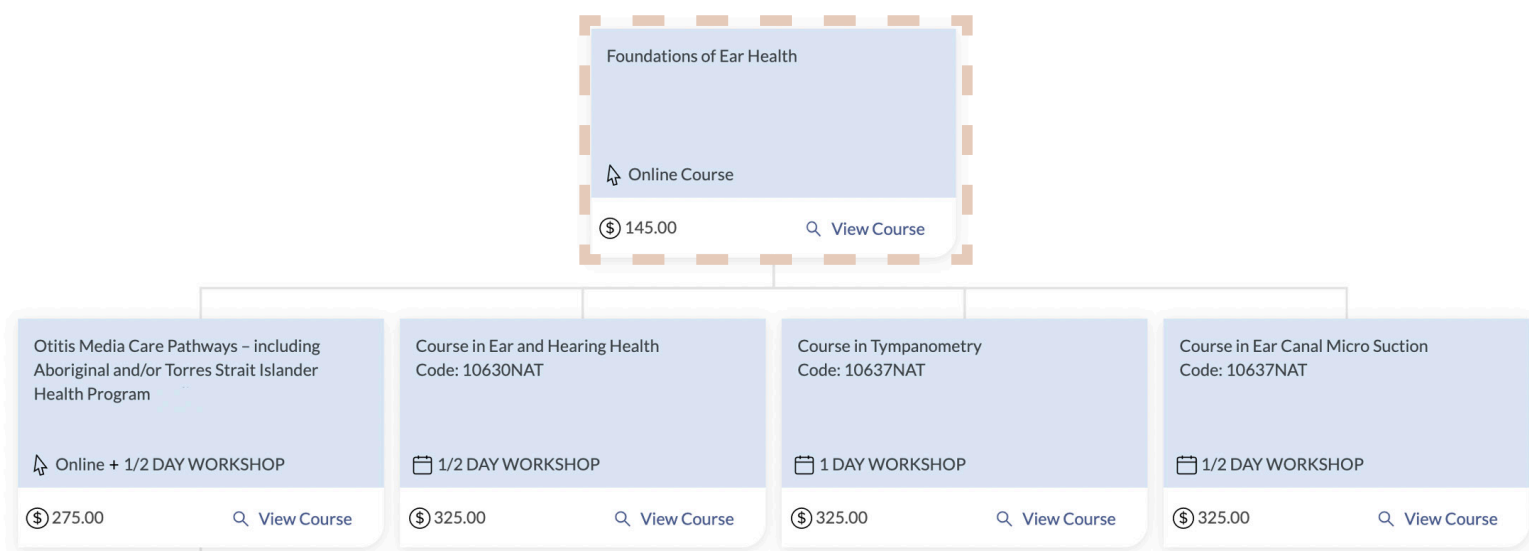 Foundations of Ear Health
Online Course
$ 145.00
View Course
Otitis Media Care Pathways – including
Aboriginal and/or Torres Strait Islander
Health Program
Online + 1/2 DAY WORKSHOP
$ 275.00
View Course
Course in Ear and Hearing Health
Code: 10630NAT
1/2 DAY WORKSHOP
$ 325.00
View Course
Course in Tympanometry
Code: 10637NAT
1 DAY WORKSHOP
$ 325.00
View Course
Course in Ear Canal Micro Suction
Code: 10637NAT
1/2 DAY WORKSHOP
$ 325.00
View Course